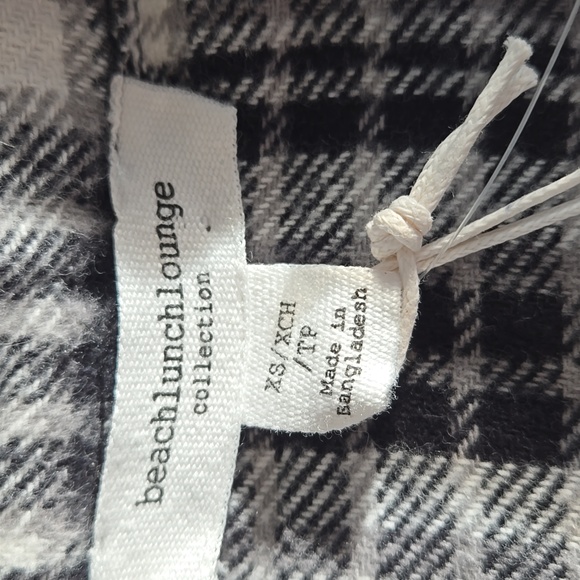 beachlunchlounge
collection
XS/XCH
/TP
Made in
Bangladesh